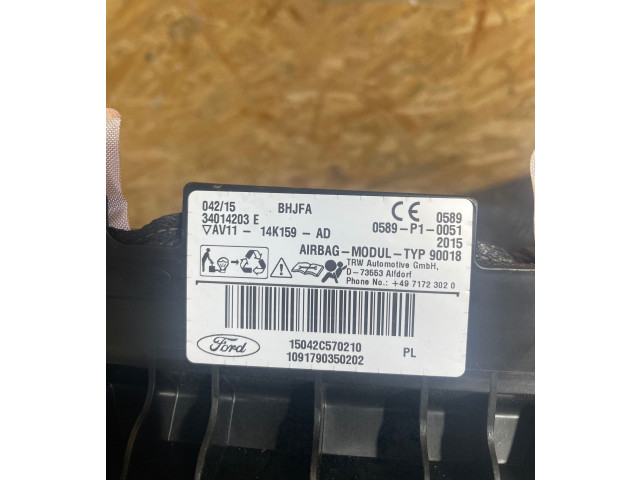 042/15 BHJFA CE 0589
34014203 E 0589-P1-0051
▽AV11- 14K159 - AD 2015
AIRBAG-MODUL-TYP 90018
TRW Automotive GmbH,
D-73553 Alfdorf
Phone No.: +49 7172 302 0
Ford 15042C570210 PL
1091790350202